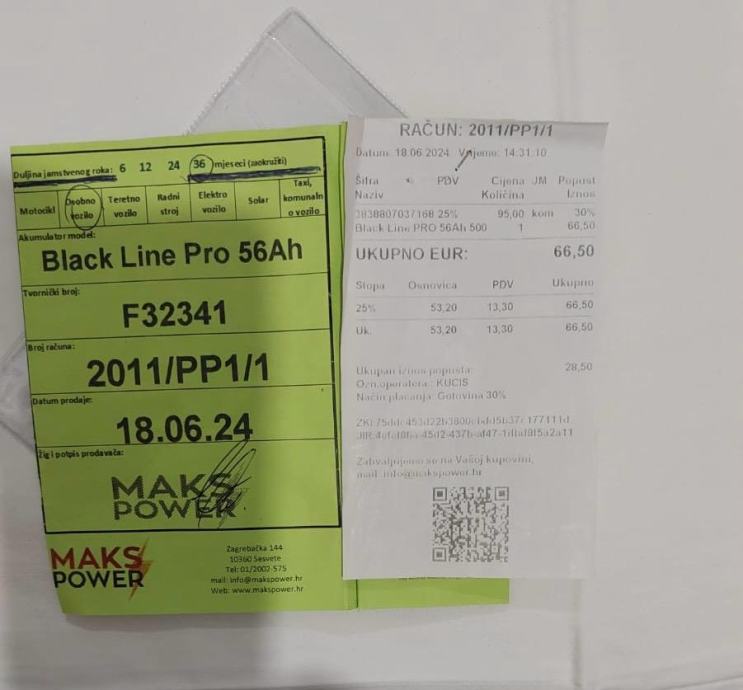 Duljina jamstvenog roka: 6 12 24 36 mjeseci (zaokružiti)
Motocikl
Osobno vozilo
Teretno vozilo
Radni stroj
Elektro vozilo
Solar
Taxi, komunalno vozilo
Akumulator model:
Black Line Pro 56Ah
Tvornički broj:
F32341
Broj računa:
2011/PP1/1
Datum prodaje:
18.06.24
Žig i potpis prodavača:
MAKS
POWER
MAKS
POWER
Zagrebačka 144
10360 Sesvete
Tel: 01/2002-575
mail: info@makspower.hr
Web: www.makspower.hr
RAČUN: 2011/PP1/1
Datum: 18.06.2024 Vrijeme: 14:31:10
Šifra PDV Cijena JM Popust
Naziv Količina Iznos
3838807037168 25% 95,00 kom 30%
Black Line PRO 56Ah 500 1 66,50
UKUPNO EUR: 66,50
Stopa Osnovica PDV Ukupno
25% 53,20 13,30 66,50
Uk. 53,20 13,30 66,50
Ukupan iznos popusta: 28,50
Ozn.operatera.: KUCIS
Način plaćanja: Gotovina 30%
ZKI:
JIR:
Zahvaljujemo se na Vašoj kupovini,
mail: info@makspower.hr